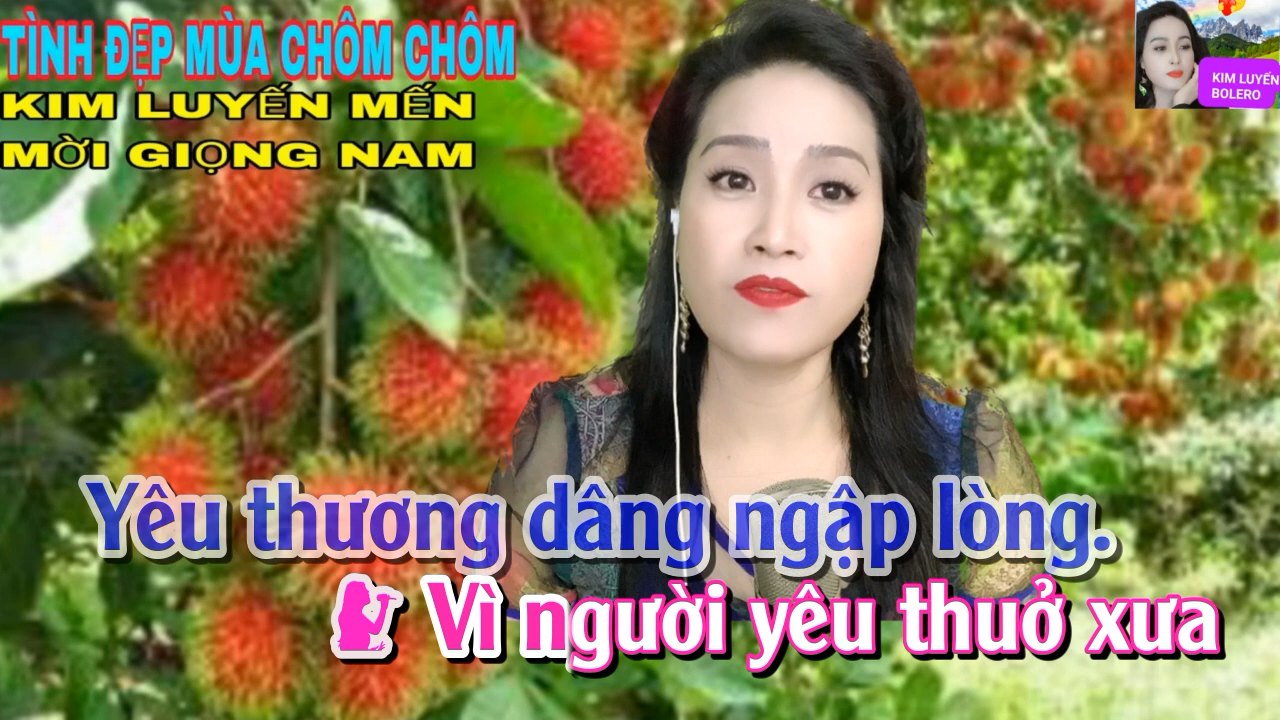 TÌNH ĐẸP MÙA CHÔM CHÔM
KIM LUYẾN MẾN
MỜI GIỌNG NAM
KIM LUYẾN
BOLERO
Yêu thương dâng ngập lòng.
Vì người yêu thuở xưa